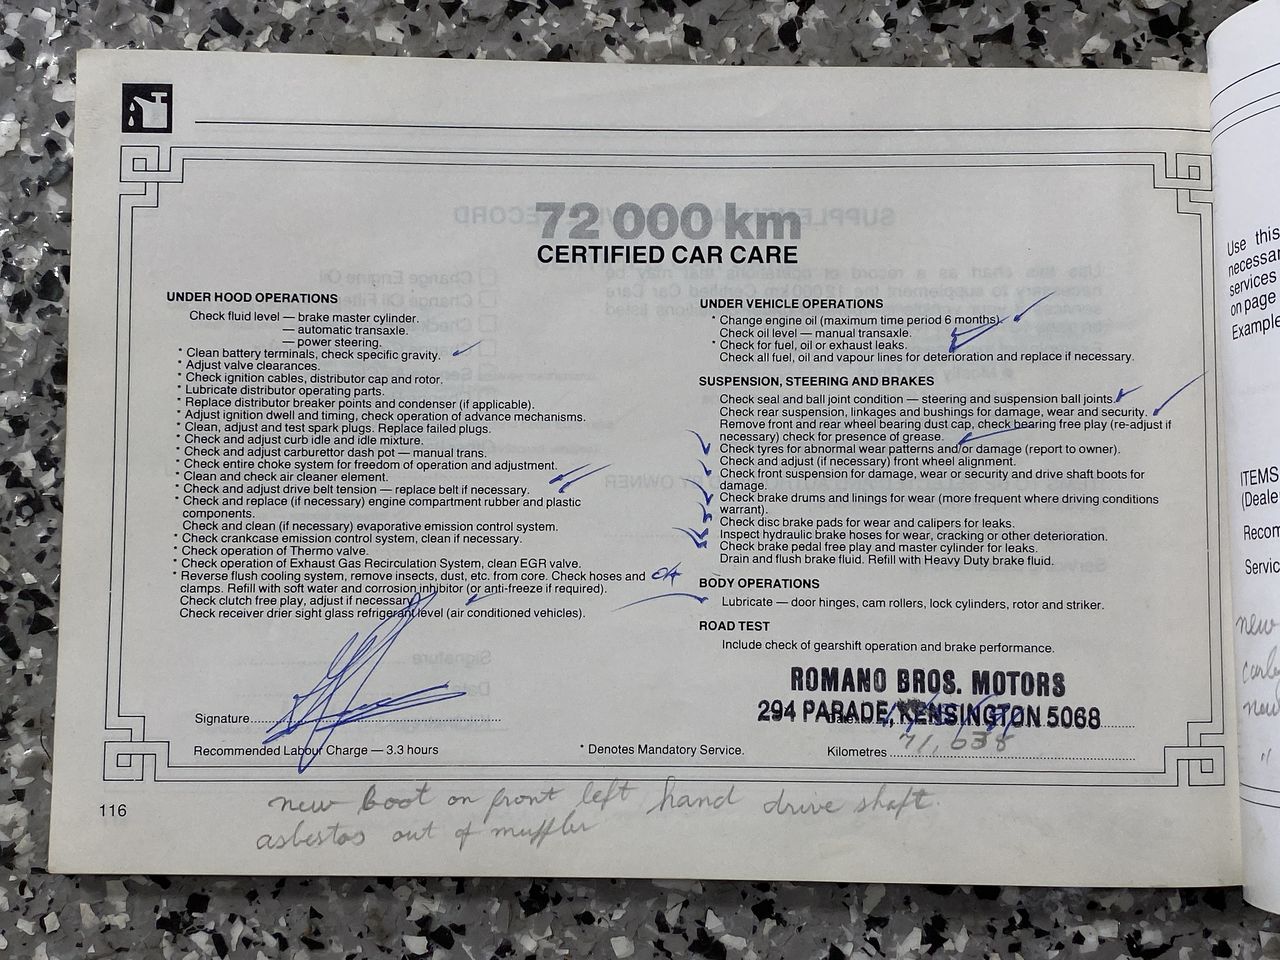 72 000 km
CERTIFIED CAR CARE
UNDER HOOD OPERATIONS
Check fluid level — brake master cylinder.
— automatic transaxle.
— power steering.
* Clean battery terminals, check specific gravity.
* Adjust valve clearances.
* Check ignition cables, distributor cap and rotor.
* Lubricate distributor operating parts.
* Replace distributor breaker points and condenser (if applicable).
* Adjust ignition dwell and timing, check operation of advance mechanisms.
* Clean, adjust and test spark plugs. Replace failed plugs.
* Check and adjust curb idle and idle mixture.
* Check and adjust carburettor dash pot — manual trans.
* Check entire choke system for freedom of operation and adjustment.
* Clean and check air cleaner element.
* Check and adjust drive belt tension — replace belt if necessary.
* Check and replace (if necessary) engine compartment rubber and plastic
components.
Check and clean (if necessary) evaporative emission control system.
* Check crankcase emission control system, clean if necessary.
* Check operation of Thermo valve.
* Check operation of Exhaust Gas Recirculation System, clean EGR valve.
* Reverse flush cooling system, remove insects, dust, etc. from core. Check hoses and
clamps. Refill with soft water and corrosion inhibitor (or anti-freeze if required).
Check clutch free play, adjust if necessary.
Check receiver drier sight glass refrigerant level (air conditioned vehicles).
Signature
Recommended Labour Charge — 3.3 hours
* Denotes Mandatory Service.
UNDER VEHICLE OPERATIONS
* Change engine oil (maximum time period 6 months).
Check oil level — manual transaxle.
* Check for fuel, oil or exhaust leaks.
Check all fuel, oil and vapour lines for deterioration and replace if necessary.
SUSPENSION, STEERING AND BRAKES
Check seal and ball joint condition — steering and suspension ball joints.
Check rear suspension, linkages and bushings for damage, wear and security.
Remove front and rear wheel bearing dust cap, check bearing free play (re-adjust if
necessary) check for presence of grease.
* Check tyres for abnormal wear patterns and/or damage (report to owner).
* Check and adjust (if necessary) front wheel alignment.
* Check front suspension for damage, wear or security and drive shaft boots for
damage.
* Check brake drums and linings for wear (more frequent where driving conditions
warrant).
* Check disc brake pads for wear and calipers for leaks.
* Inspect hydraulic brake hoses for wear, cracking or other deterioration.
* Check brake pedal free play and master cylinder for leaks.
Drain and flush brake fluid. Refill with Heavy Duty brake fluid.
BODY OPERATIONS
* Lubricate — door hinges, cam rollers, lock cylinders, rotor and striker.
ROAD TEST
Include check of gearshift operation and brake performance.
ROMANO BROS. MOTORS
294 PARADE, KENSINGTON 5068
Date
Kilometres 71,638
116
new boot on front left hand drive shaft.
asbestos out of muffler
Use this
necessar
services
on page
Example
ITEMS
(Deale
Recom
Servic
new